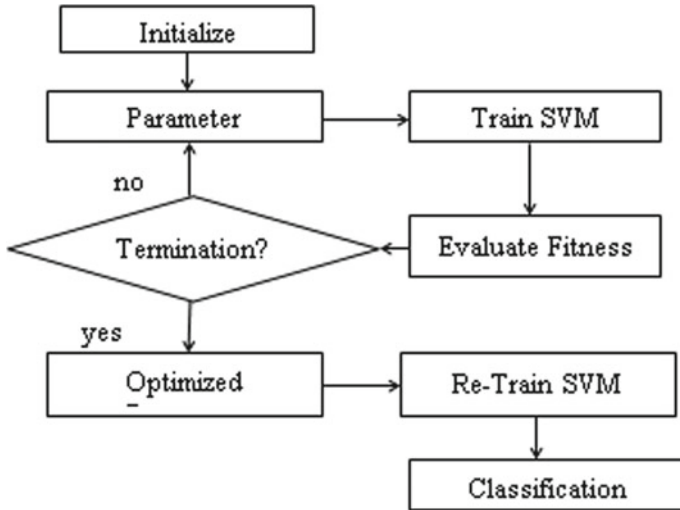 Initialize
Parameter
Train SVM
no
Termination?
Evaluate Fitness
yes
Optimized
Re-Train SVM
Classification